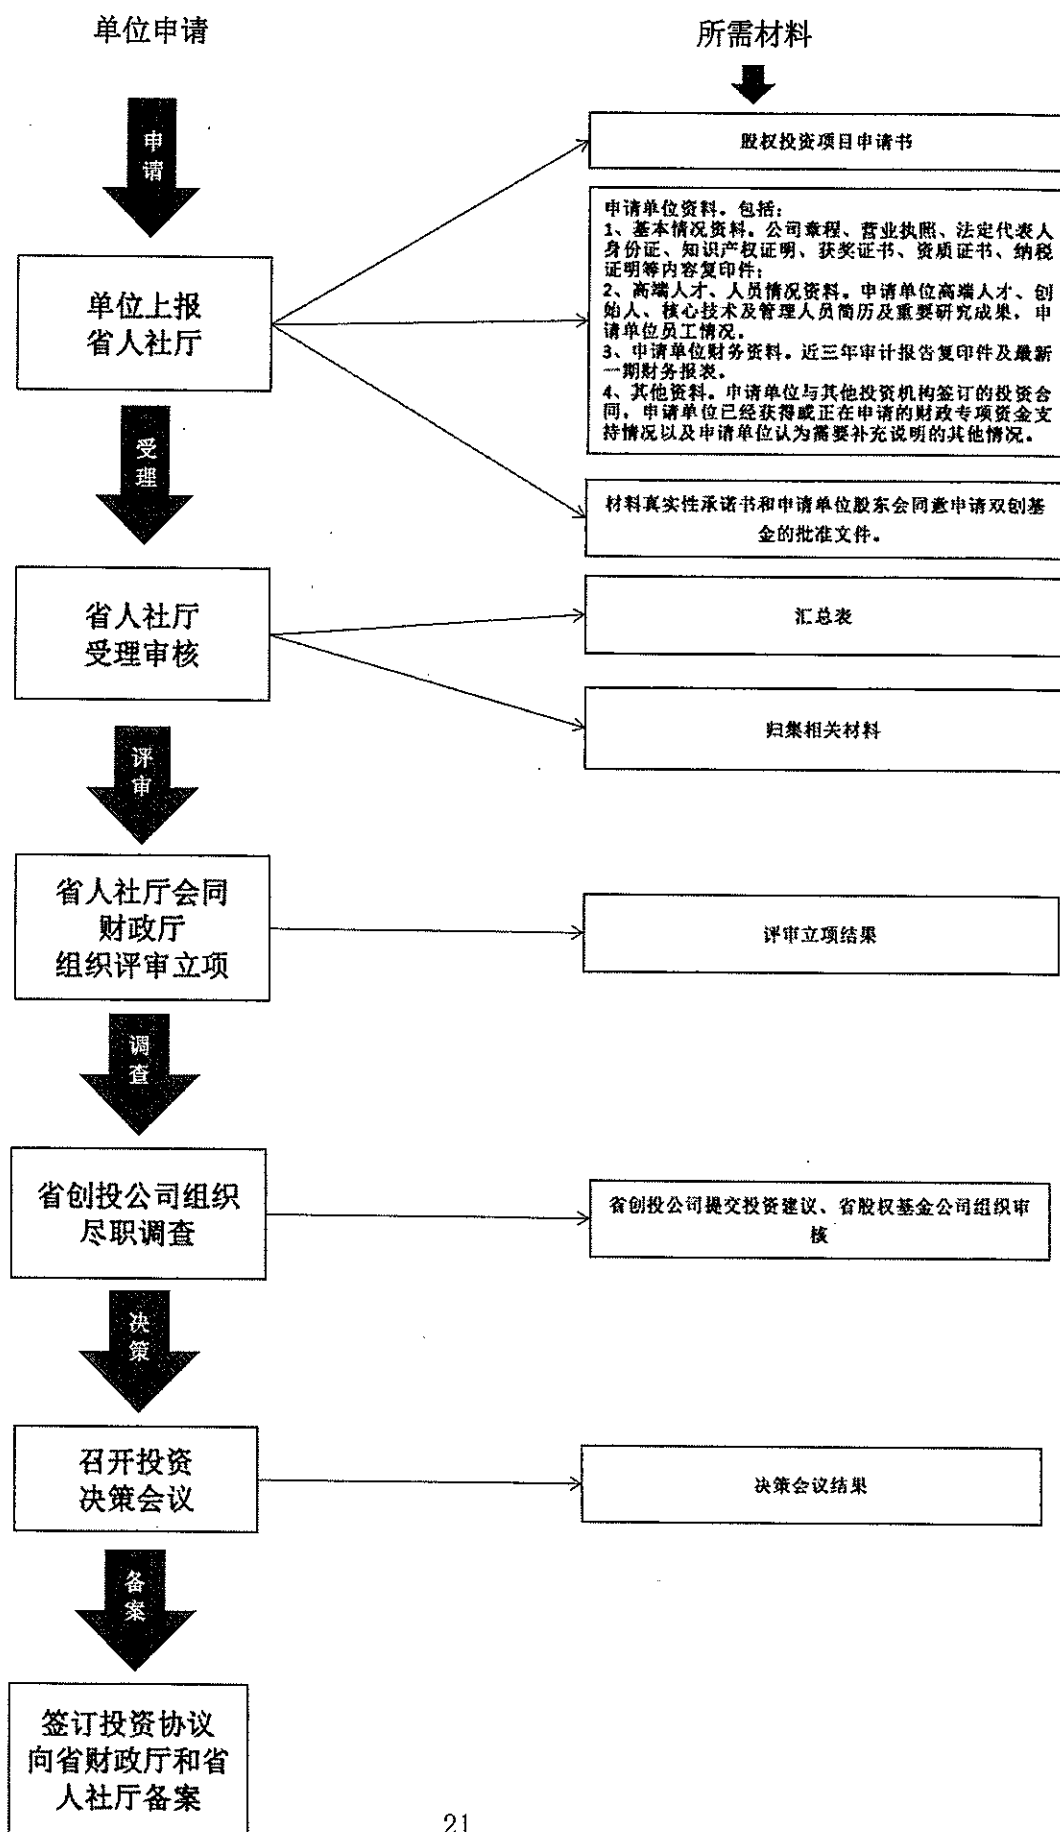 单位申请
所需材料
申
请
股权投资项目申请书
申请单位资料。包括：
1、基本情况资料。公司章程、营业执照、法定代表人
身份证、知识产权证明、获奖证书、资质证书、纳税
证明等内容复印件；
2、高端人才、人员情况资料。申请单位高端人才、创
始人、核心技术及管理人员简历及重要研究成果，申
请单位员工情况。
3、申请单位财务资料。近三年审计报告复印件及最新
一期财务报表。
4、其他资料。申请单位与其他投资机构签订的投资合
同，申请单位已经获得或正在申请的财政专项资金支
持情况以及申请单位认为需要补充说明的其他情况。
单位上报
省人社厅
受
理
材料真实性承诺书和申请单位股东会同意申请双创基
金的批准文件。
省人社厅
受理审核
汇总表
归集相关材料
评
审
省人社厅会同
财政厅
组织评审立项
评审立项结果
调
查
省创投公司组织
尽职调查
省创投公司提交投资建议、省股权基金公司组织审
核
决
策
召开投资
决策会议
决策会议结果
备
案
签订投资协议
向省财政厅和省
人社厅备案
21